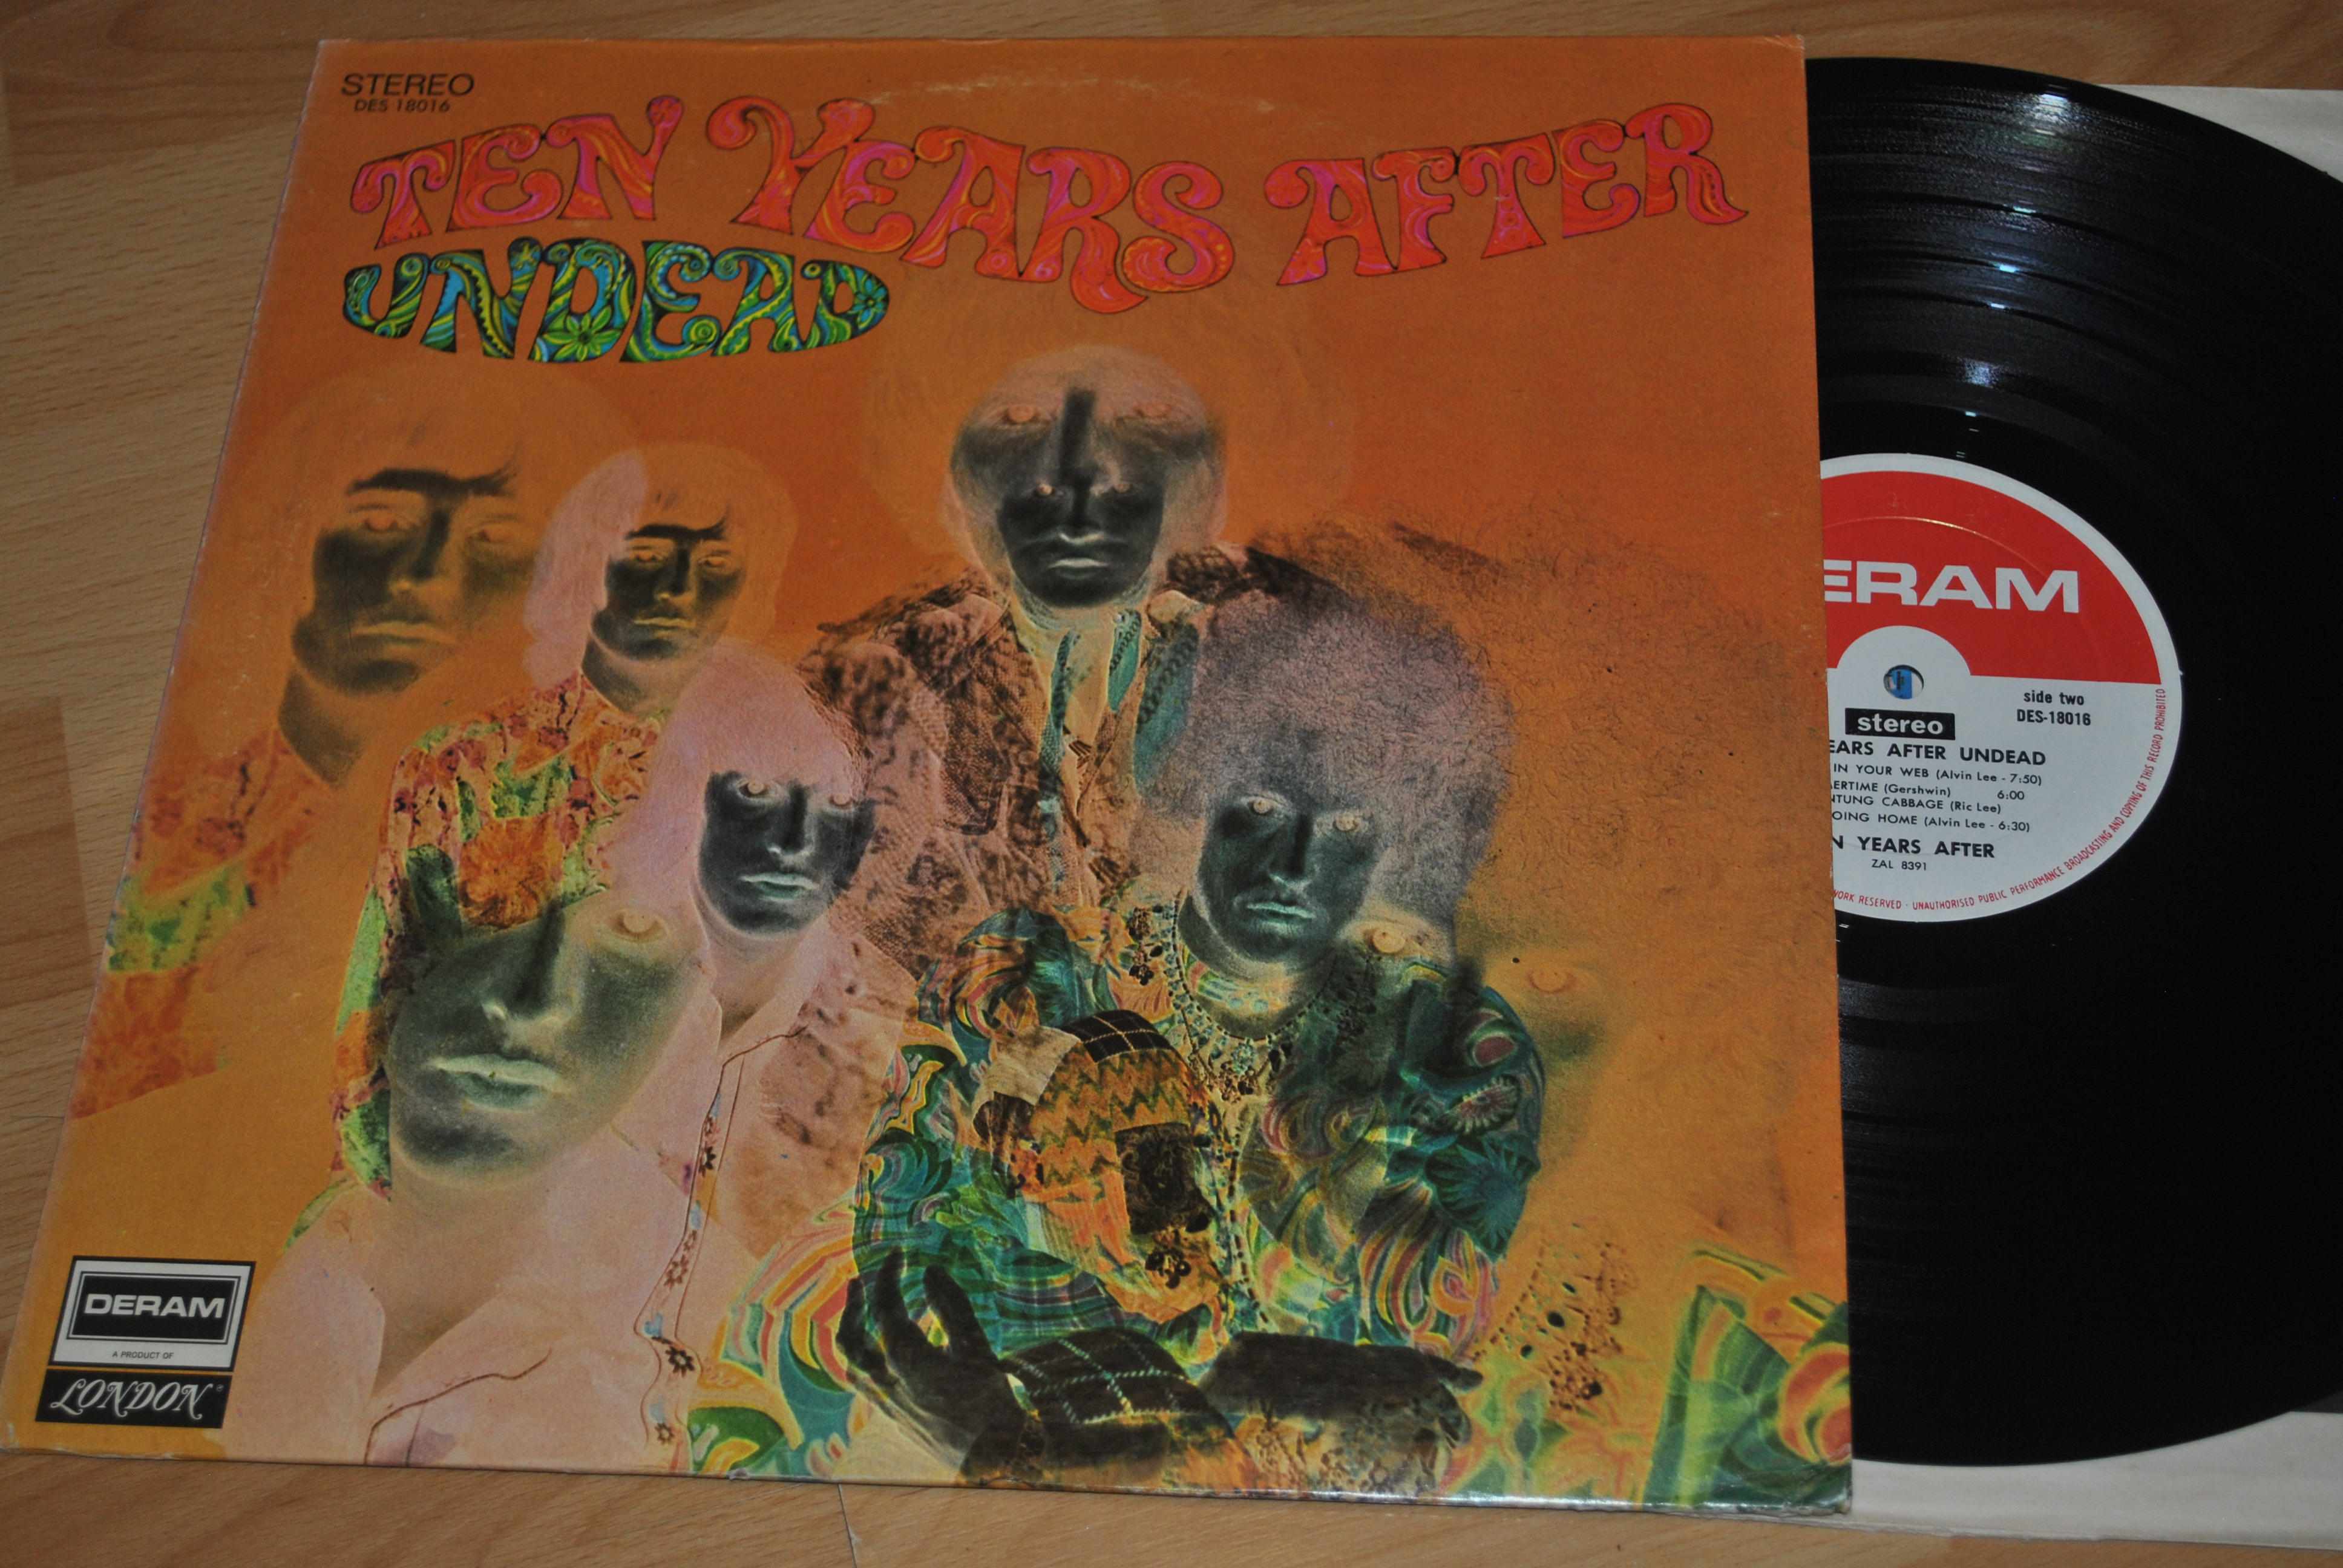 STEREO
DES 18016
TEN YEARS AFTER
UNDEAD
DERAM
A PRODUCT OF
LONDON®
ERAM
side two
DES-18016
stereo
EARS AFTER UNDEAD
IN YOUR WEB (Alvin Lee - 7:50)
ERTIME (Gershwin) 6:00
NTUNG CABBAGE (Ric Lee)
OING HOME (Alvin Lee - 6:30)
N YEARS AFTER
ZAL 8391
WORK RESERVED · UNAUTHORISED PUBLIC PERFORMANCE BROADCASTING AND COPYING OF THIS RECORD PROHIBITED